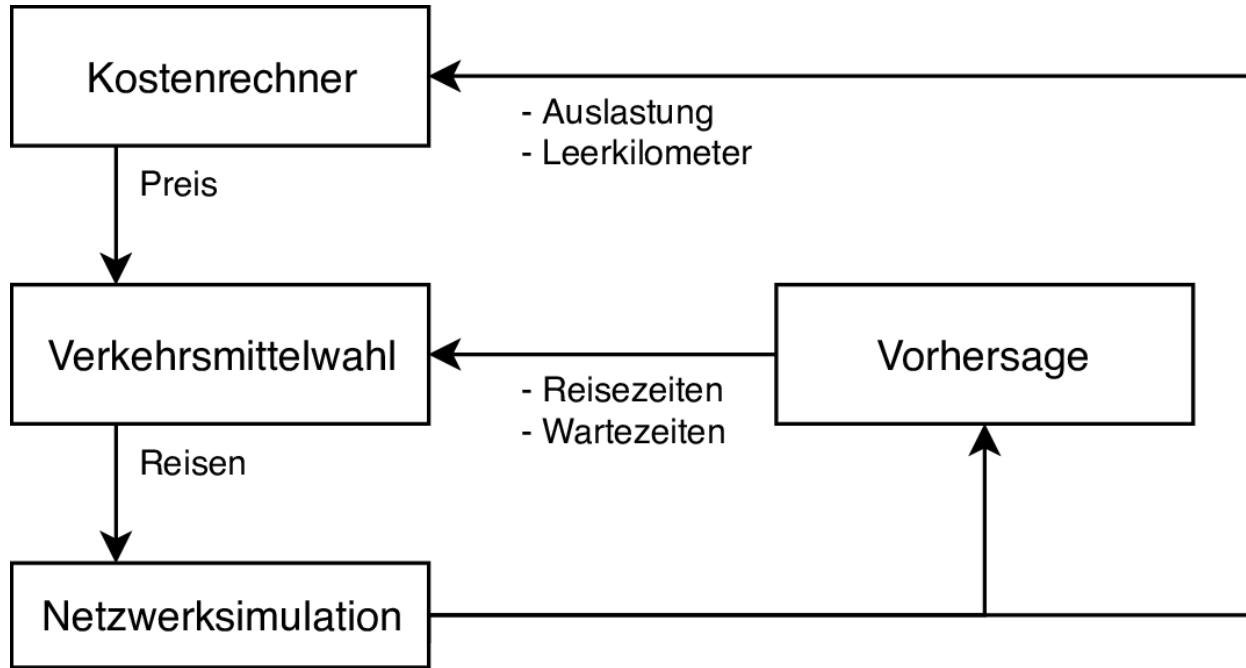 Kostenrechner
- Auslastung
- Leerkilometer
Preis
Verkehrsmittelwahl
Vorhersage
- Reisezeiten
- Wartezeiten
Reisen
Netzwerksimulation